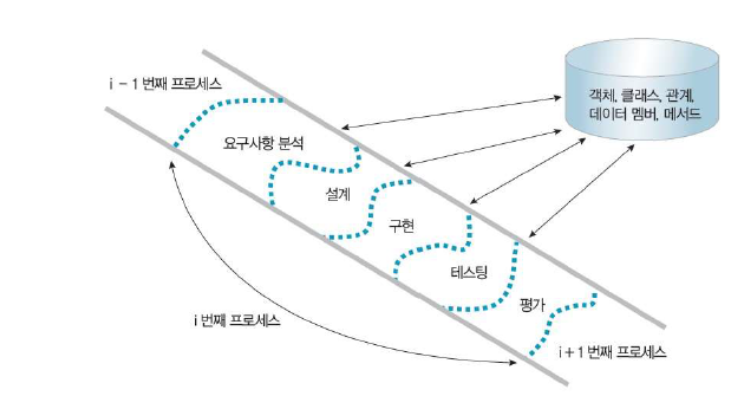 i - 1 번째 프로세스
객체, 클래스, 관계,
데이터 멤버, 메서드
요구사항 분석
설계
구현
테스팅
평가
i 번째 프로세스
i + 1 번째 프로세스